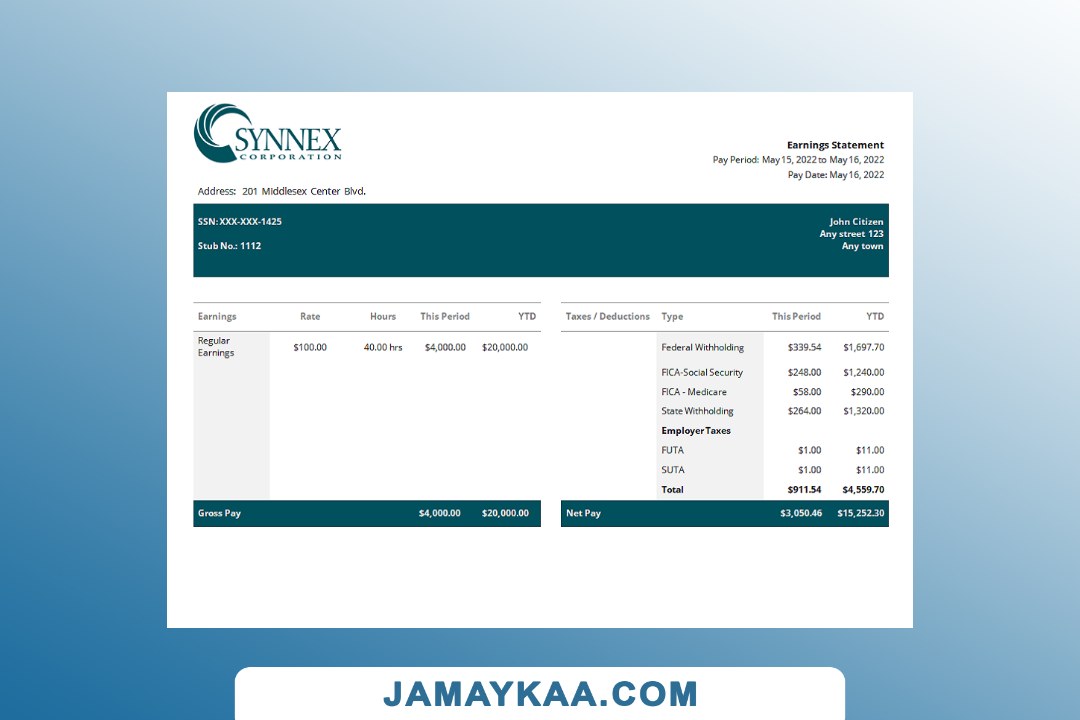 SYNNEX
CORPORATION
Earnings Statement
Pay Period: May 15, 2022 to May 16, 2022
Pay Date: May 16, 2022
Address: 201 Middlesex Center Blvd.
SSN: XXX-XXX-1425
John Citizen
Any street 123
Stub No.: 1112
Any town
Earnings Rate Hours This Period YTD
Regular
Earnings
$100.00 40.00 hrs $4,000.00 $20,000.00
Gross Pay $4,000.00 $20,000.00
Taxes / Deductions Type This Period YTD
Federal Withholding $339.54 $1,697.70
FICA-Social Security $248.00 $1,240.00
FICA - Medicare $58.00 $290.00
State Withholding $264.00 $1,320.00
Employer Taxes
FUTA $1.00 $11.00
SUTA $1.00 $11.00
Total $911.54 $4,559.70
Net Pay $3,050.46 $15,252.30
JAMAYKAA.COM